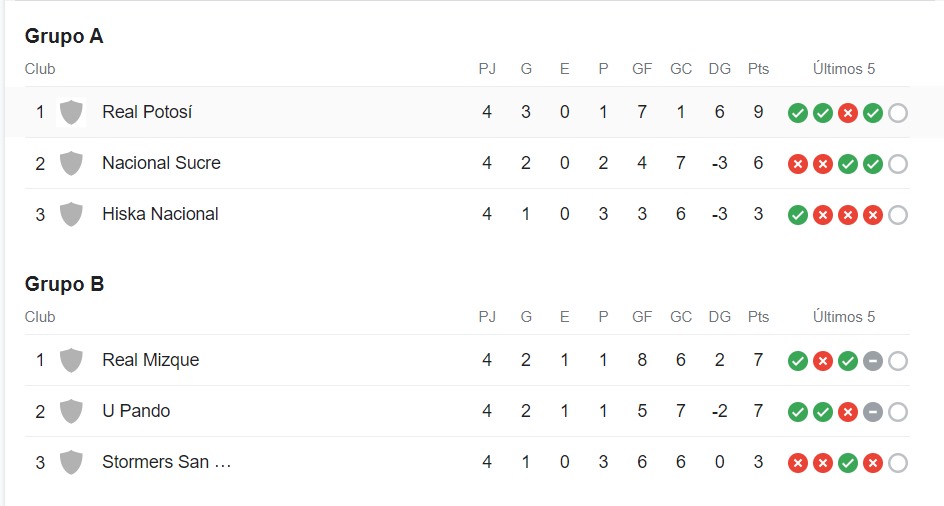 Grupo A
Club PJ G E P GF GC DG Pts Últimos 5
1 Real Potosí 4 3 0 1 7 1 6 9
2 Nacional Sucre 4 2 0 2 4 7 -3 6
3 Hiska Nacional 4 1 0 3 3 6 -3 3
Grupo B
Club PJ G E P GF GC DG Pts Últimos 5
1 Real Mizque 4 2 1 1 8 6 2 7
2 U Pando 4 2 1 1 5 7 -2 7
3 Stormers San … 4 1 0 3 6 6 0 3